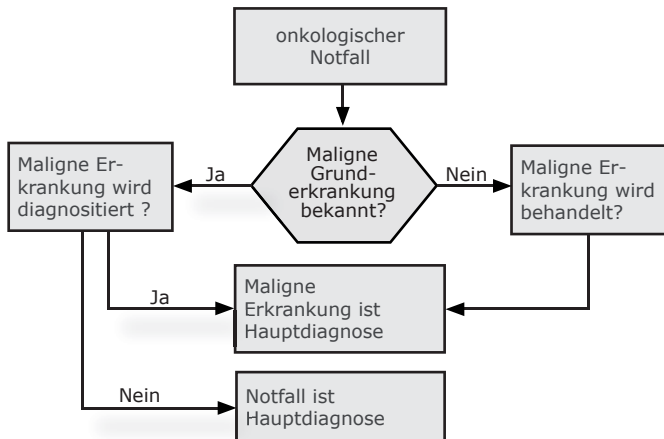 onkologischer
Notfall
Maligne
Grund-
erkrankung
bekannt?
Ja
Nein
Maligne Er-
krankung wird
diagnositiert ?
Maligne Er-
krankung wird
behandelt?
Ja
Maligne
Erkrankung ist
Hauptdiagnose
Nein
Notfall ist
Hauptdiagnose